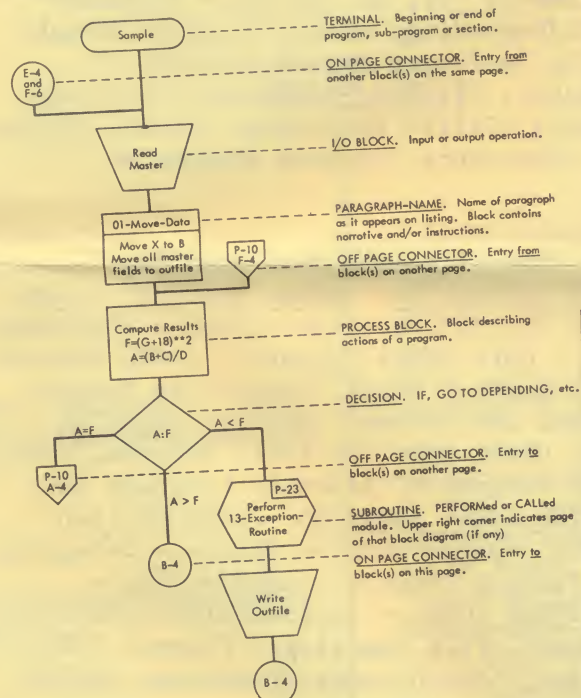 Sample
TERMINAL. Beginning or end of
program, sub-program or section.
E-4
and
F-6
ON PAGE CONNECTOR. Entry from
another block(s) on the same page.
Read
Master
I/O BLOCK. Input or output operation.
01-Move-Data
Move X to B
Move all master
fields to outfile
PARAGRAPH-NAME. Name of paragraph
as it appears on listing. Block contains
narrative and/or instructions.
P-10
F-4
OFF PAGE CONNECTOR. Entry from
block(s) on another page.
Compute Results
F=(G+18)**2
A=(B+C)/D
PROCESS BLOCK. Block describing
actions of a program.
DECISION. IF, GO TO DEPENDING, etc.
A=F
A:F
A < F
P-10
A-4
OFF PAGE CONNECTOR. Entry to
block(s) on another page.
A > F
P-23
Perform
13-Exception-
Routine
SUBROUTINE. PERFORMed or CALLed
module. Upper right corner indicates page
of that block diagram (if any)
B-4
ON PAGE CONNECTOR. Entry to
block(s) on this page.
Write
Outfile
B-4